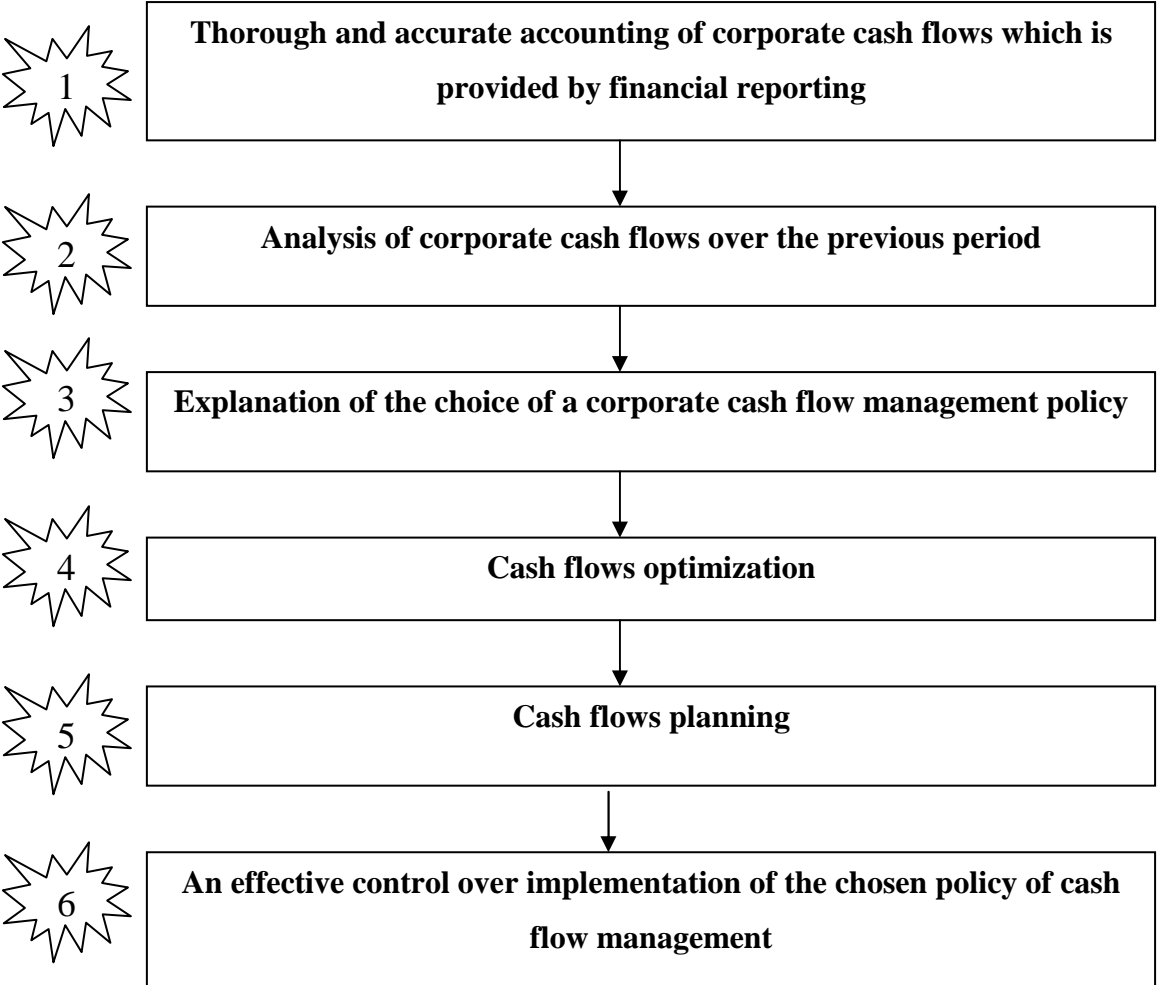 1
Thorough and accurate accounting of corporate cash flows which is
provided by financial reporting
2
Analysis of corporate cash flows over the previous period
3
Explanation of the choice of a corporate cash flow management policy
4
Cash flows optimization
5
Cash flows planning
6
An effective control over implementation of the chosen policy of cash
flow management